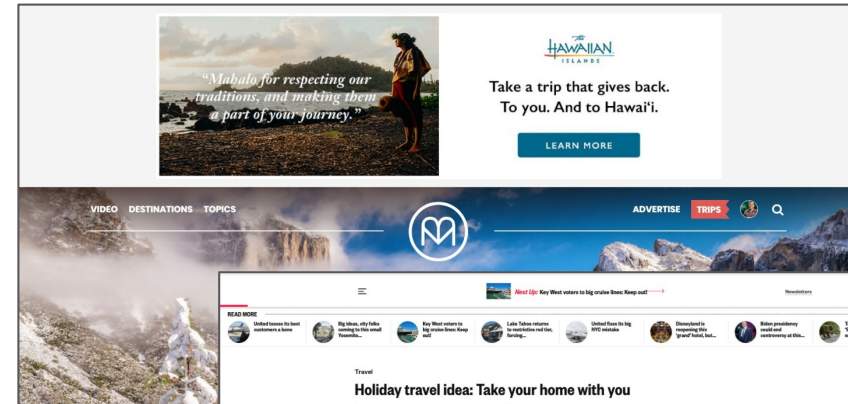 “Mahalo for respecting our
traditions, and making them
a part of your journey.”
the
HAWAIIAN
ISLANDS
Take a trip that gives back.
To you. And to Hawai‘i.
LEARN MORE
VIDEO DESTINATIONS TOPICS
ADVERTISE TRIPS
Next Up: Key West voters to big cruise lines: Keep out!
Newsletters
READ MORE
United tosses its best
customers a bone
Big ideas, city folks
coming to this small
Yosemite...
Key West voters to
big cruise lines: Keep
out!
Lake Tahoe returns
to restrictive red tier,
forcing...
United fixes its big
NYC mistake
Disneyland is
reopening this
'grand' hotel, but...
Biden presidency
could end
controversy at this...
Travel
Holiday travel idea: Take your home with you